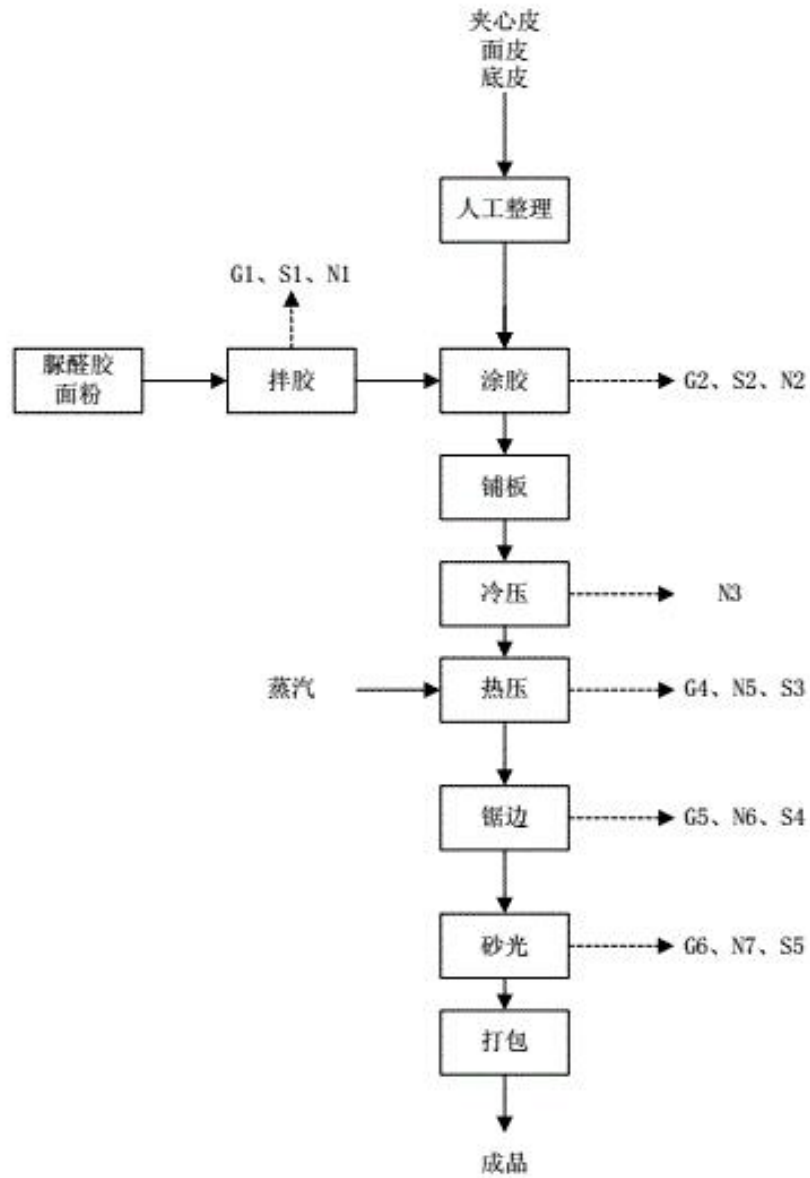 夹心皮
面皮
底皮
人工整理
G1、S1、N1
脲醛胶
面粉
拌胶
涂胶
G2、S2、N2
铺板
冷压
N3
蒸汽
热压
G4、N5、S3
锯边
G5、N6、S4
砂光
G6、N7、S5
打包
成品